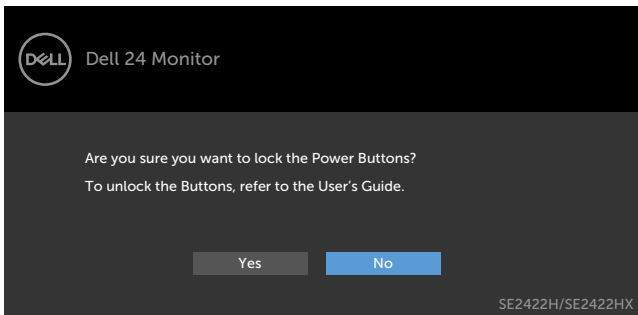 DELL
Dell 24 Monitor
Are you sure you want to lock the Power Buttons?
To unlock the Buttons, refer to the User's Guide.
Yes
No
SE2422H/SE2422HX